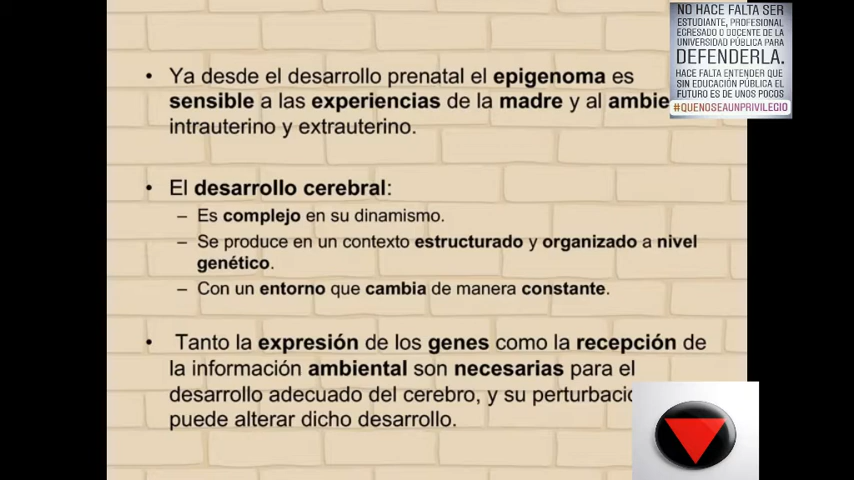 NO HACE FALTA SER
ESTUDIANTE, PROFESIONAL
EGRESADO O DOCENTE DE LA
UNIVERSIDAD PÚBLICA PARA
DEFENDERLA.
HACE FALTA ENTENDER QUE
SIN EDUCACIÓN PÚBLICA EL
FUTURO ES DE UNOS POCOS
#QUENOSEAUNPRIVILEGIO
• Ya desde el desarrollo prenatal el epigenoma es
sensible a las experiencias de la madre y al ambie
intrauterino y extrauterino.
• El desarrollo cerebral:
– Es complejo en su dinamismo.
– Se produce en un contexto estructurado y organizado a nivel
genético.
– Con un entorno que cambia de manera constante.
• Tanto la expresión de los genes como la recepción de
la información ambiental son necesarias para el
desarrollo adecuado del cerebro, y su perturbaci
puede alterar dicho desarrollo.